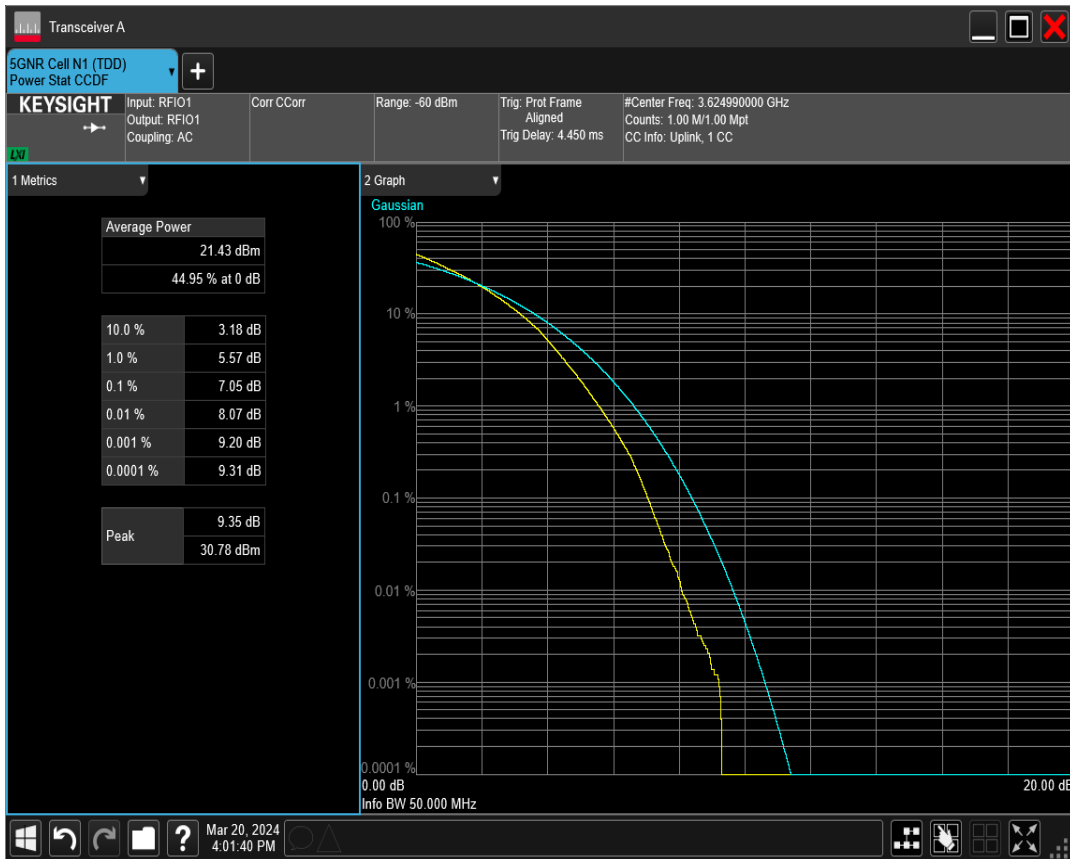 Transceiver A
5GNR Cell N1 (TDD)
Power Stat CCDF
KEYSIGHT
LXI
Input: RFIO1
Output: RFIO1
Coupling: AC
Corr CCorr
Range: -60 dBm
Trig: Prot Frame
Aligned
Trig Delay: 4.450 ms
#Center Freq: 3.624990000 GHz
Counts: 1.00 M/1.00 Mpt
CC Info: Uplink, 1 CC
1 Metrics
Average Power
21.43 dBm
44.95 % at 0 dB
10.0 % 3.18 dB
1.0 % 5.57 dB
0.1 % 7.05 dB
0.01 % 8.07 dB
0.001 % 9.20 dB
0.0001 % 9.31 dB
Peak
9.35 dB
30.78 dBm
2 Graph
Gaussian
100 %
10 %
1 %
0.1 %
0.01 %
0.001 %
0.0001 %
0.00 dB 20.00 dB
Info BW 50.000 MHz
?
Mar 20, 2024
4:01:40 PM